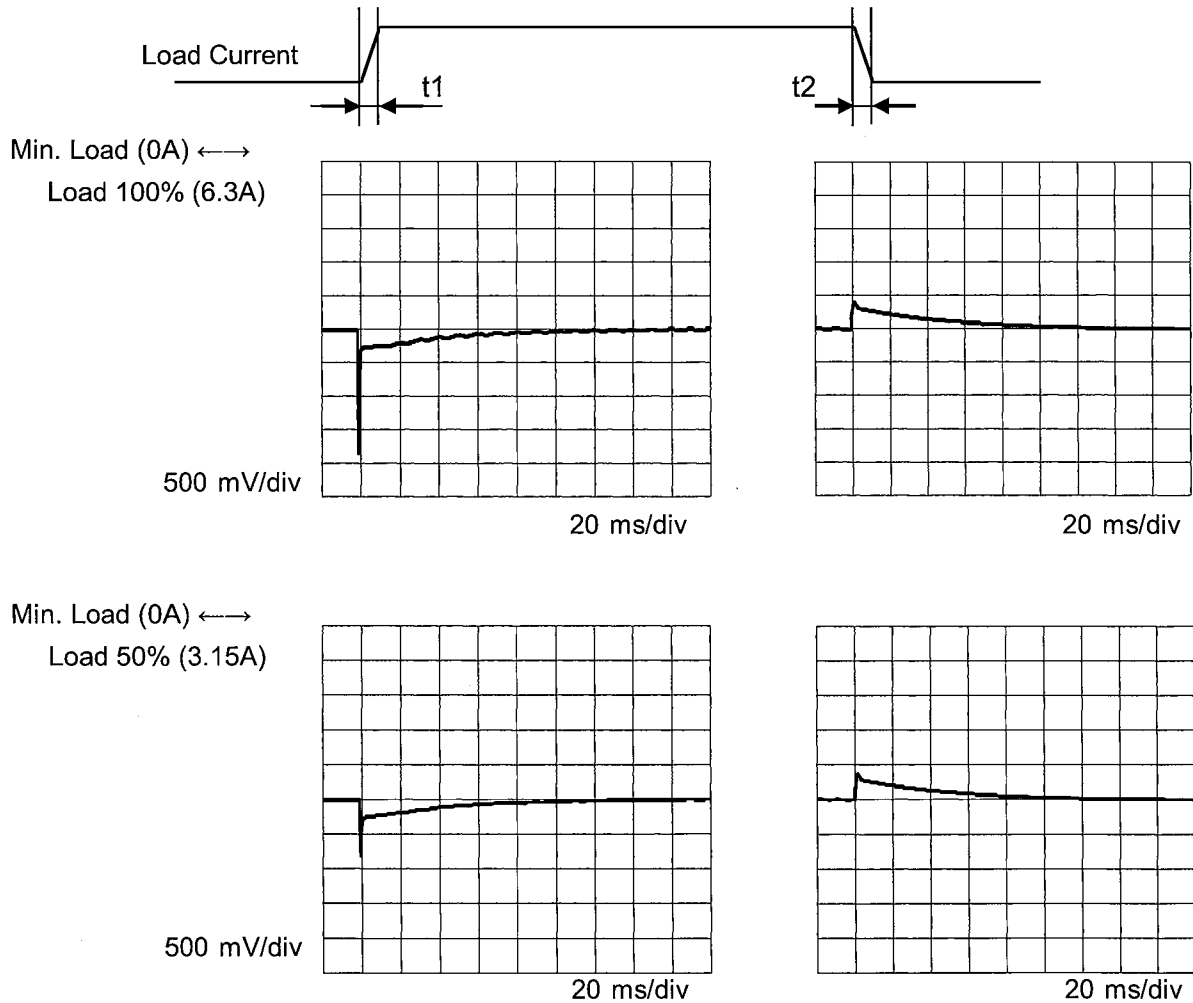 Load Current
t1
t2
Min. Load (0A) ←→
Load 100% (6.3A)
500 mV/div
20 ms/div
20 ms/div
Min. Load (0A) ←→
Load 50% (3.15A)
500 mV/div
20 ms/div
20 ms/div